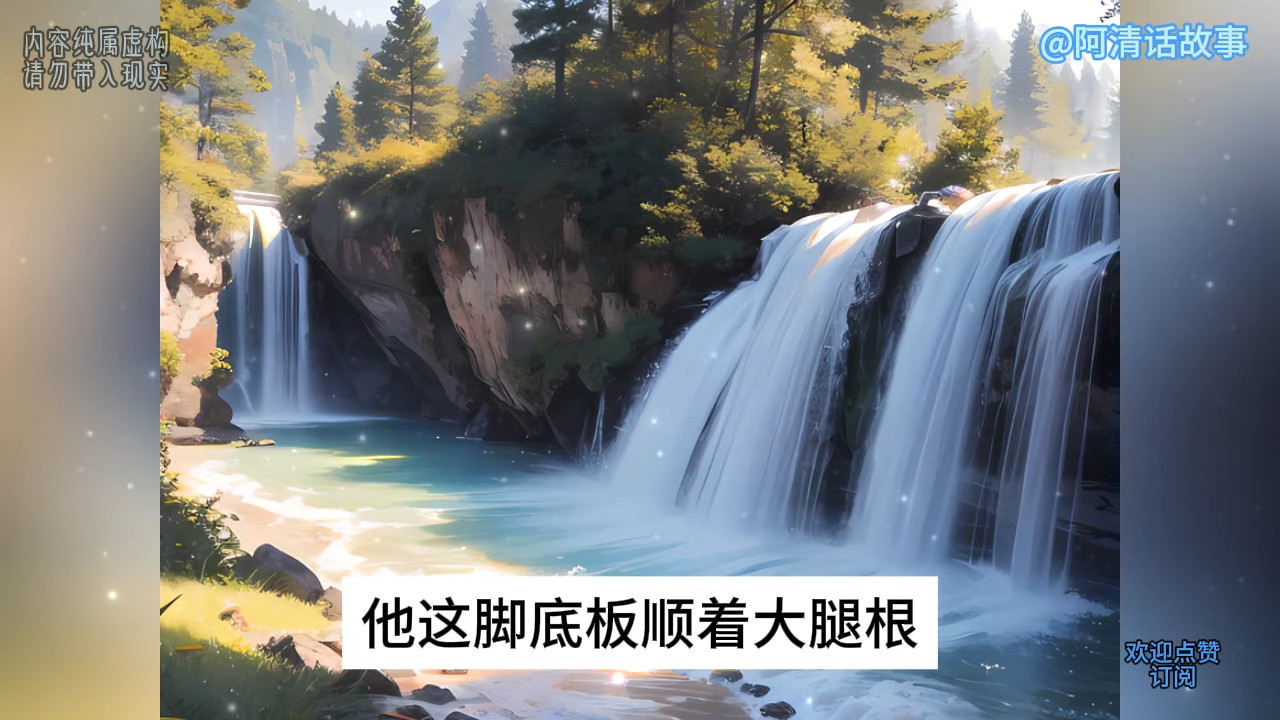 内容纯属虚构
请勿带入现实
@阿清话故事
他这脚底板顺着大腿根
欢迎点赞
订阅